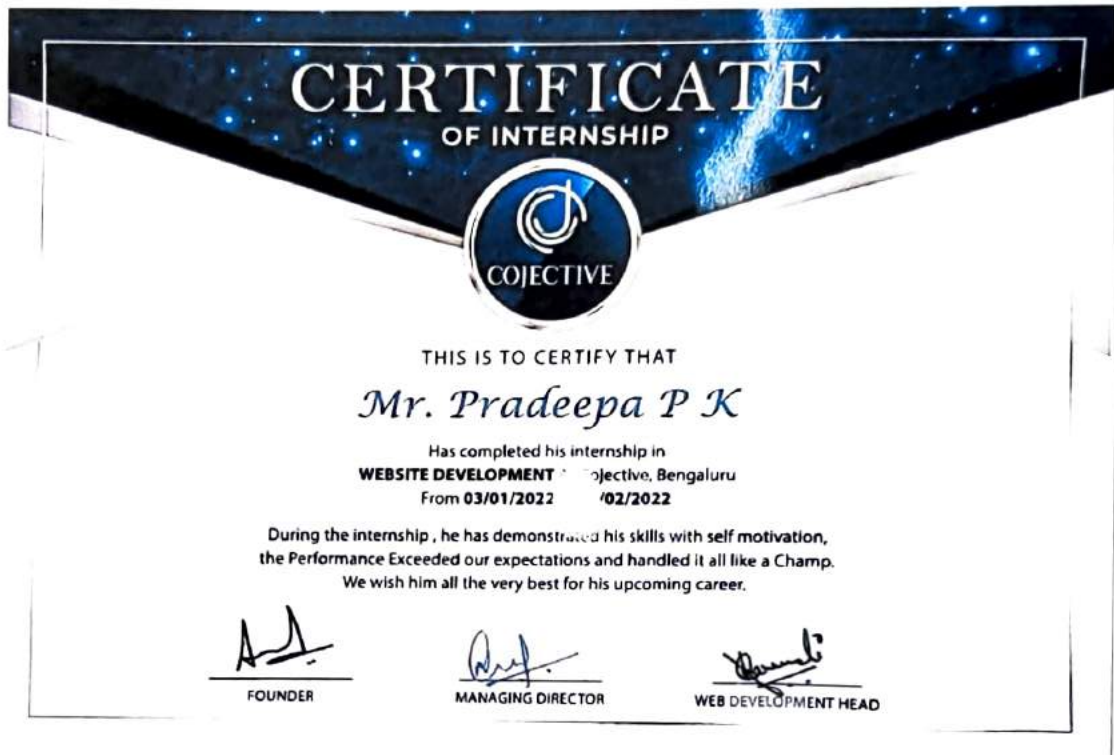 CERTIFICATE
OF INTERNSHIP
COJECTIVE
THIS IS TO CERTIFY THAT
Mr. Pradeepa P K
Has completed his internship in
WEBSITE DEVELOPMENT ojective, Bengaluru
From 03/01/2022 /02/2022
During the internship , he has demonstrated his skills with self motivation,
the Performance Exceeded our expectations and handled it all like a Champ.
We wish him all the very best for his upcoming career.
FOUNDER
MANAGING DIRECTOR
WEB DEVELOPMENT HEAD